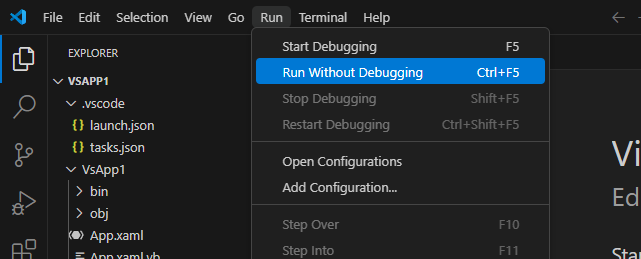 File Edit Selection View Go Run Terminal Help
EXPLORER
VSAPP1
.vscode
launch.json
tasks.json
VsApp1
bin
obj
App.xaml
App.xaml.vb
Start Debugging F5
Run Without Debugging Ctrl+F5
Stop Debugging Shift+F5
Restart Debugging Ctrl+Shift+F5
Open Configurations
Add Configuration...
Step Over F10
Step Into F11
Vi
Ed
Sta